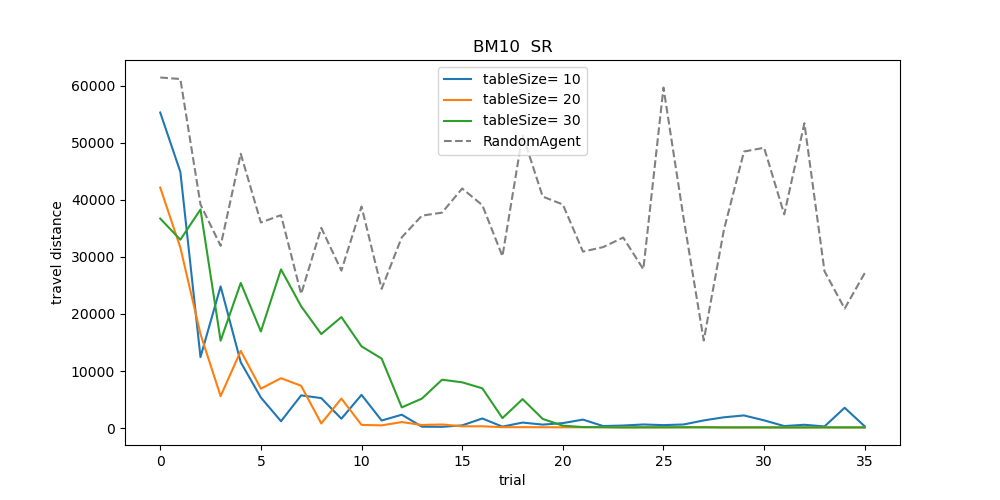 BM10  SR
tableSize= 10
tableSize= 20
tableSize= 30
RandomAgent
60000
50000
40000
30000
20000
10000
0
travel distance
0 5 10 15 20 25 30 35
trial